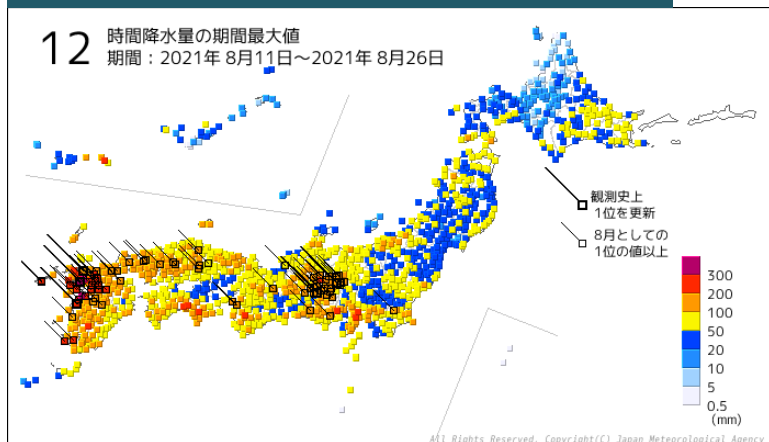 12 時間降水量の期間最大値
期間：2021年 8月11日～2021年 8月26日
観測史上
1位を更新
8月としての
1位の値以上
300
200
100
50
20
10
5
0.5
(mm)
All Rights Reserved. Copyright(C) Japan Meteorological Agency